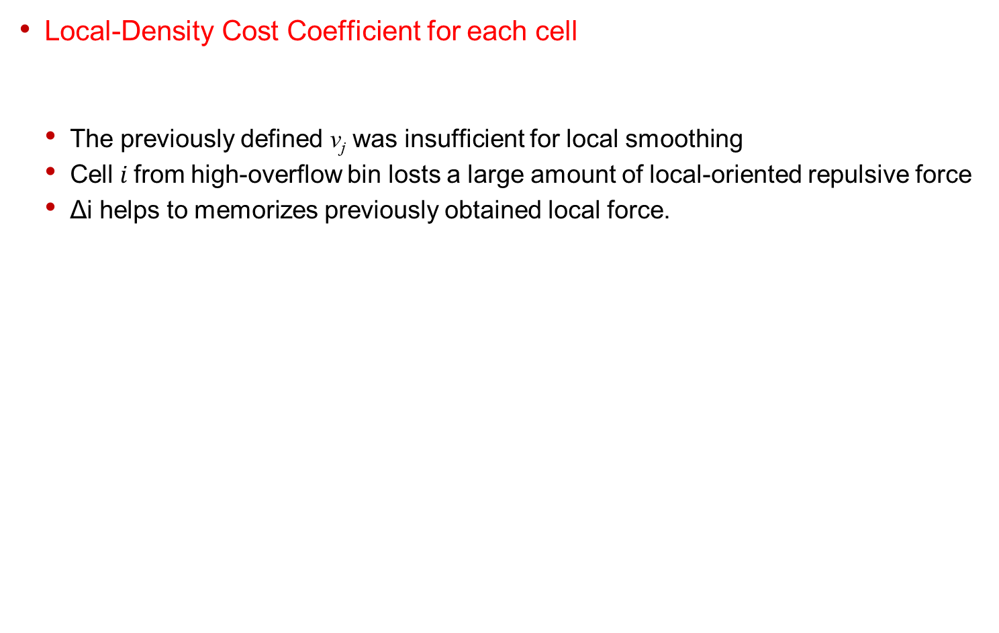 • Local-Density Cost Coefficient for each cell
• The previously defined νj was insufficient for local smoothing
• Cell i from high-overflow bin losts a large amount of local-oriented repulsive force
• Δi helps to memorizes previously obtained local force.